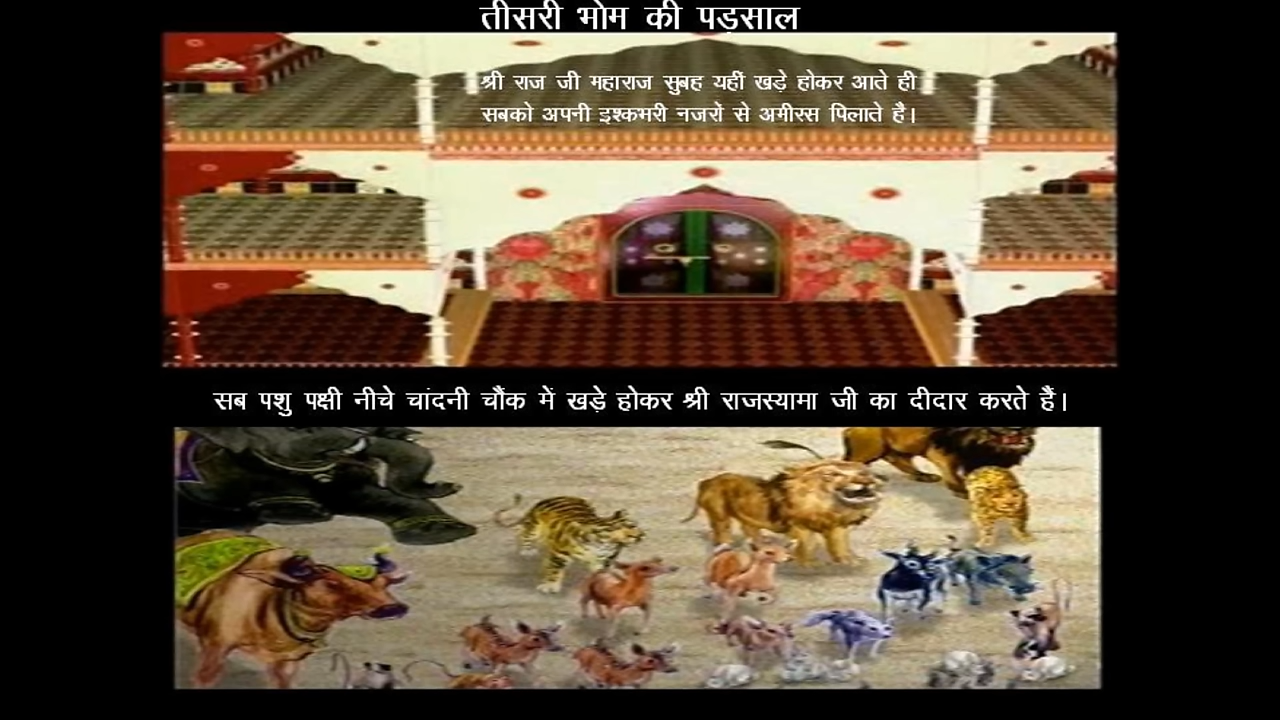 तीसरी भोम की पड़साल
श्री राज जी महाराज सुबह यहीं खड़े होकर आते ही
सबको अपनी इश्कभरी नजरों से अमीरस पिलाते है।
सब पशु पक्षी नीचे चांदनी चौंक में खड़े होकर श्री राजस्यामा जी का दीदार करते हैं।